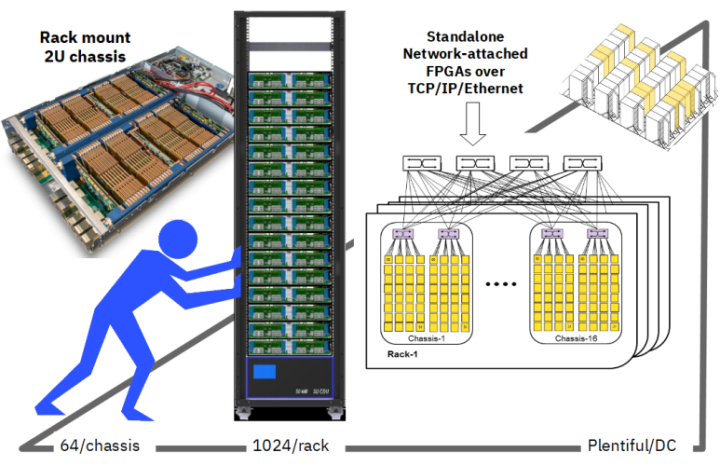 Rack mount
2U chassis
Standalone
Network-attached
FPGAs over
TCP/IP/Ethernet
Chassis-1
Chassis-16
Rack-1
64/chassis
1024/rack
Plentiful/DC